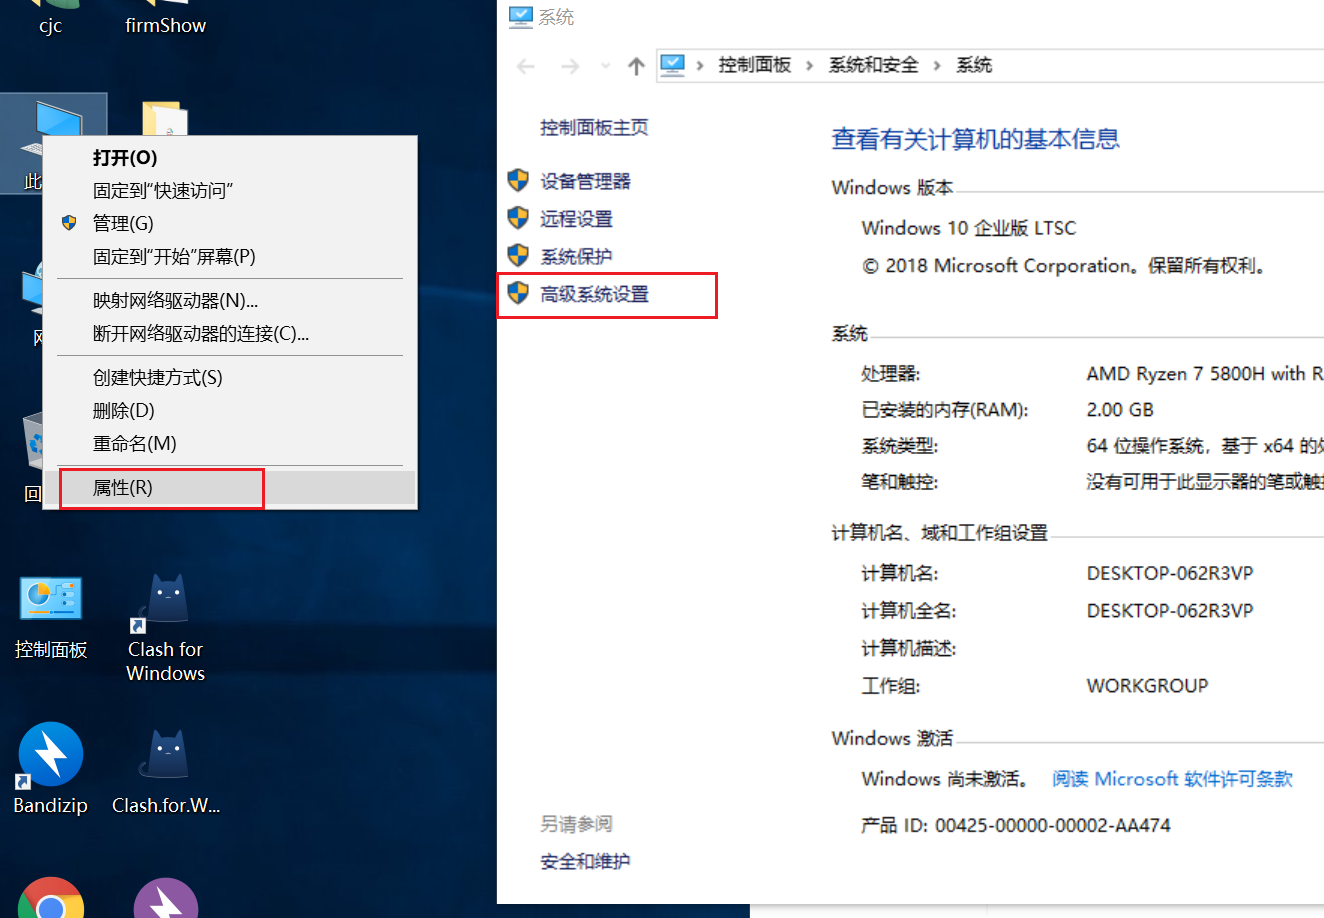 cjc
firmShow
此
打开(O)
固定到"快速访问"
管理(G)
固定到"开始"屏幕(P)
映射网络驱动器(N)...
断开网络驱动器的连接(C)...
创建快捷方式(S)
删除(D)
重命名(M)
属性(R)
回
控制面板
Clash for
Windows
Bandizip
Clash.for.W...
系统
控制面板 › 系统和安全 › 系统
控制面板主页
设备管理器
远程设置
系统保护
高级系统设置
另请参阅
安全和维护
查看有关计算机的基本信息
Windows 版本
Windows 10 企业版 LTSC
© 2018 Microsoft Corporation。保留所有权利。
系统
处理器: AMD Ryzen 7 5800H with R
已安装的内存(RAM): 2.00 GB
系统类型: 64 位操作系统，基于 x64 的
笔和触控: 没有可用于此显示器的笔或触
计算机名、域和工作组设置
计算机名: DESKTOP-062R3VP
计算机全名: DESKTOP-062R3VP
计算机描述:
工作组: WORKGROUP
Windows 激活
Windows 尚未激活。 阅读 Microsoft 软件许可条款
产品 ID: 00425-00000-00002-AA474